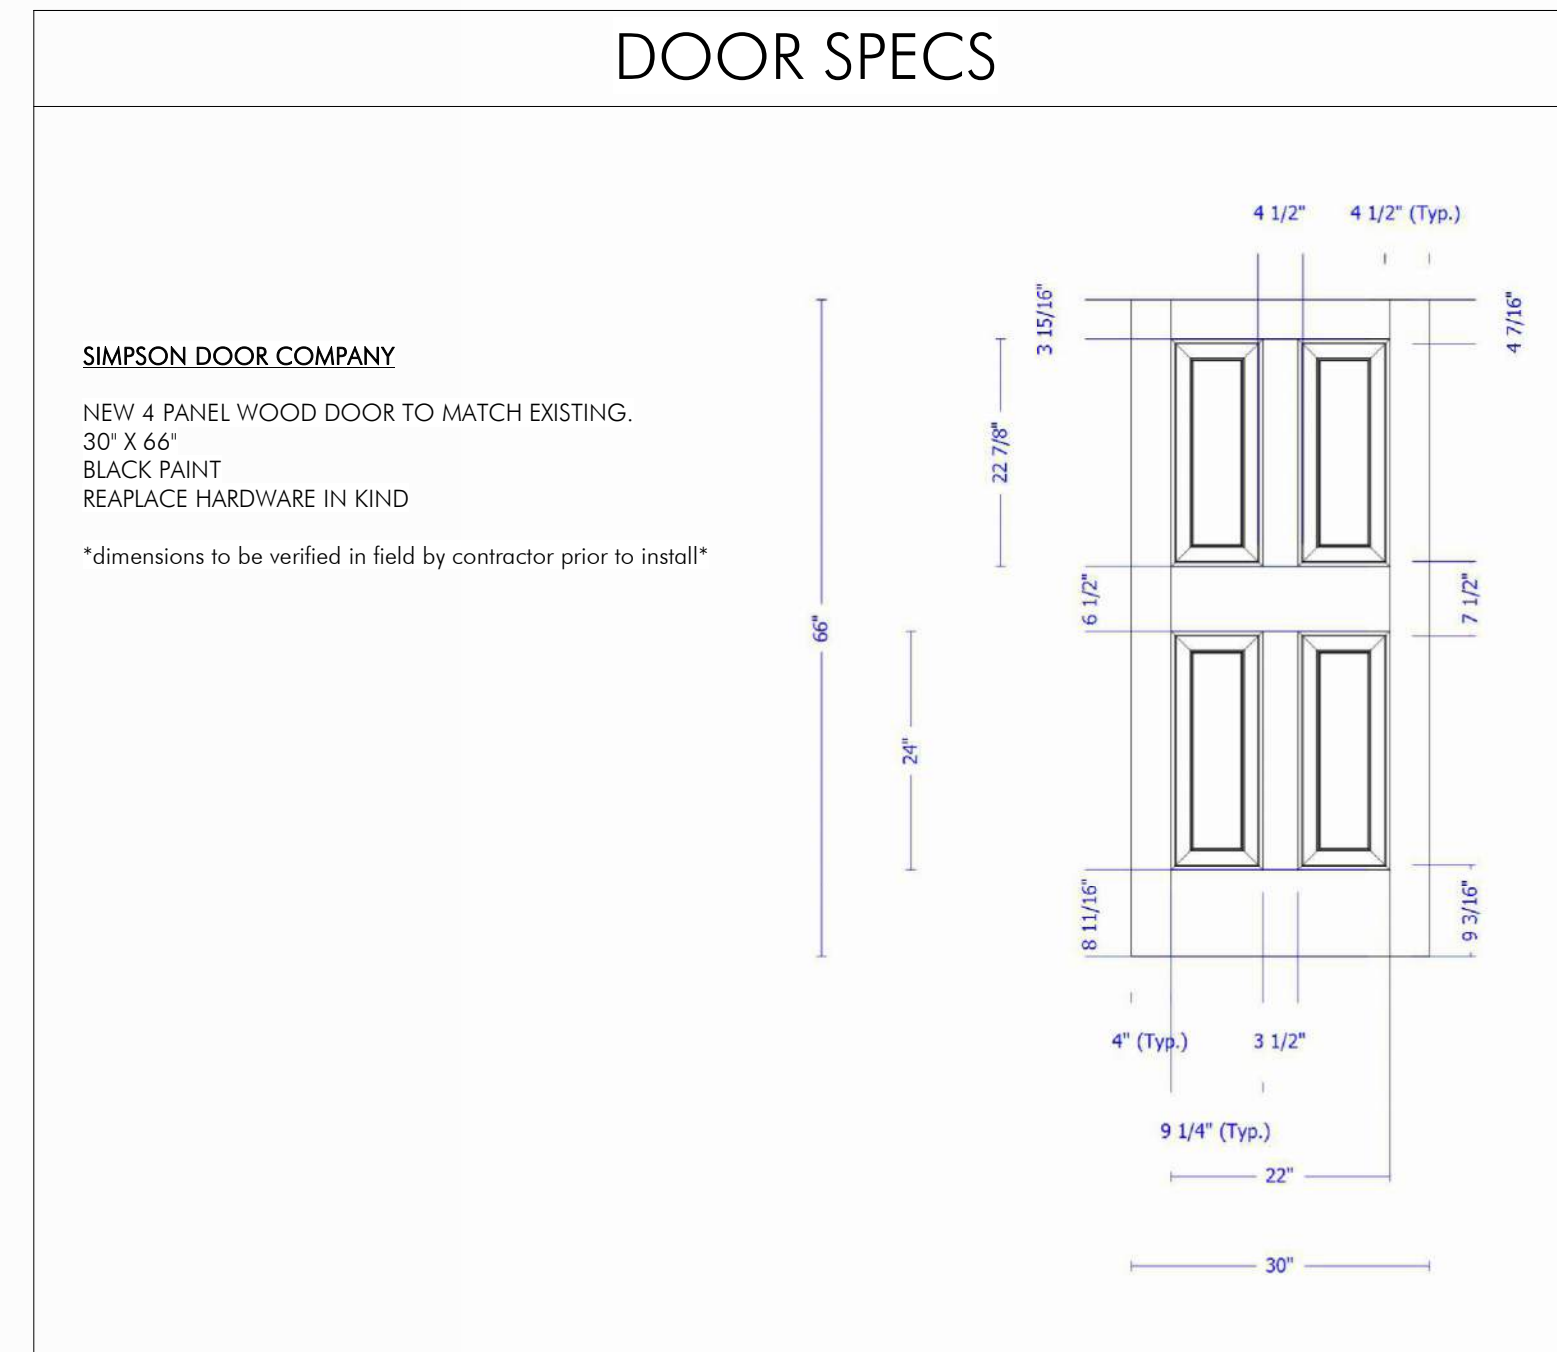 DOOR SPECS
SIMPSON DOOR COMPANY
NEW 4 PANEL WOOD DOOR TO MATCH EXISTING.
30" X 66"
BLACK PAINT
REAPLACE HARDWARE IN KIND
*dimensions to be verified in field by contractor prior to install*
4 1/2"
4 1/2" (Typ.)
3 15/16"
4 7/16"
22 7/8"
6 1/2"
7 1/2"
66"
24"
8 11/16"
9 3/16"
4" (Typ.)
3 1/2"
9 1/4" (Typ.)
22"
30"